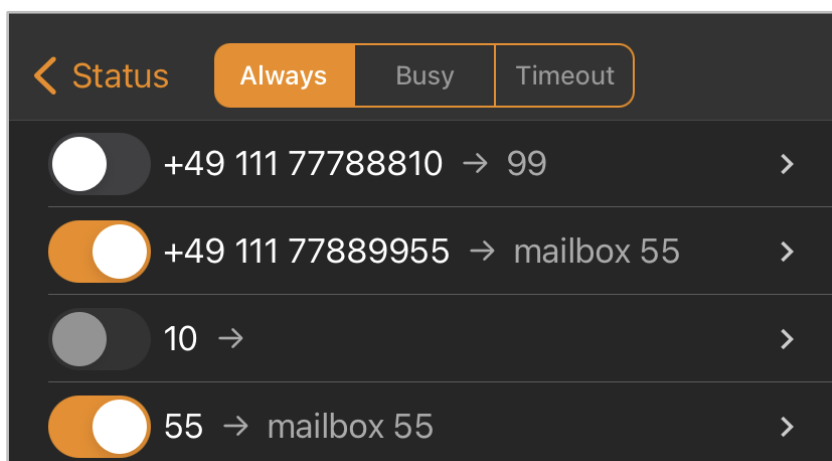 Status Always Busy Timeout
+49 111 77788810 → 99
+49 111 77889955 → mailbox 55
10 →
55 → mailbox 55